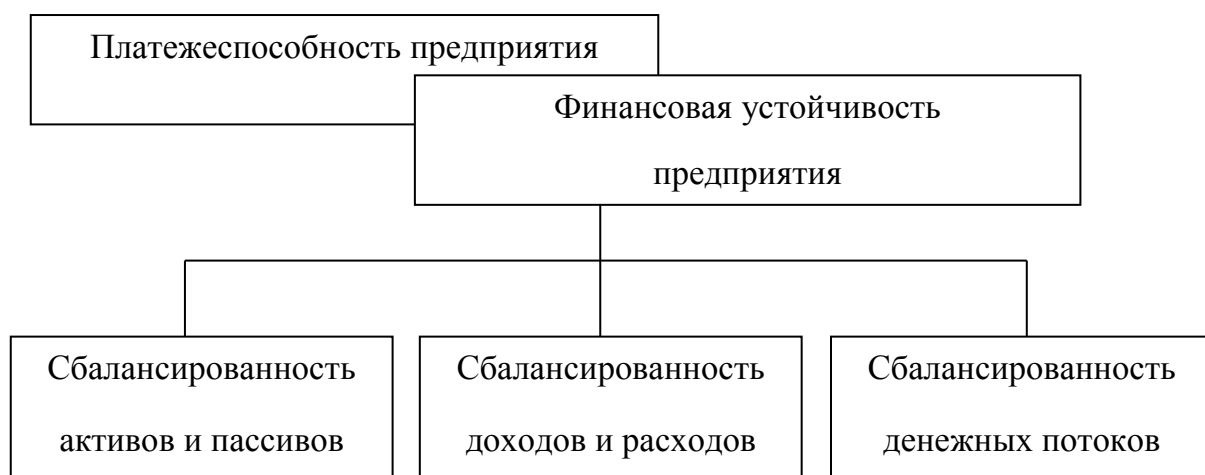 Платежеспособность предприятия
Финансовая устойчивость
предприятия
Сбалансированность
активов и пассивов
Сбалансированность
доходов и расходов
Сбалансированность
денежных потоков